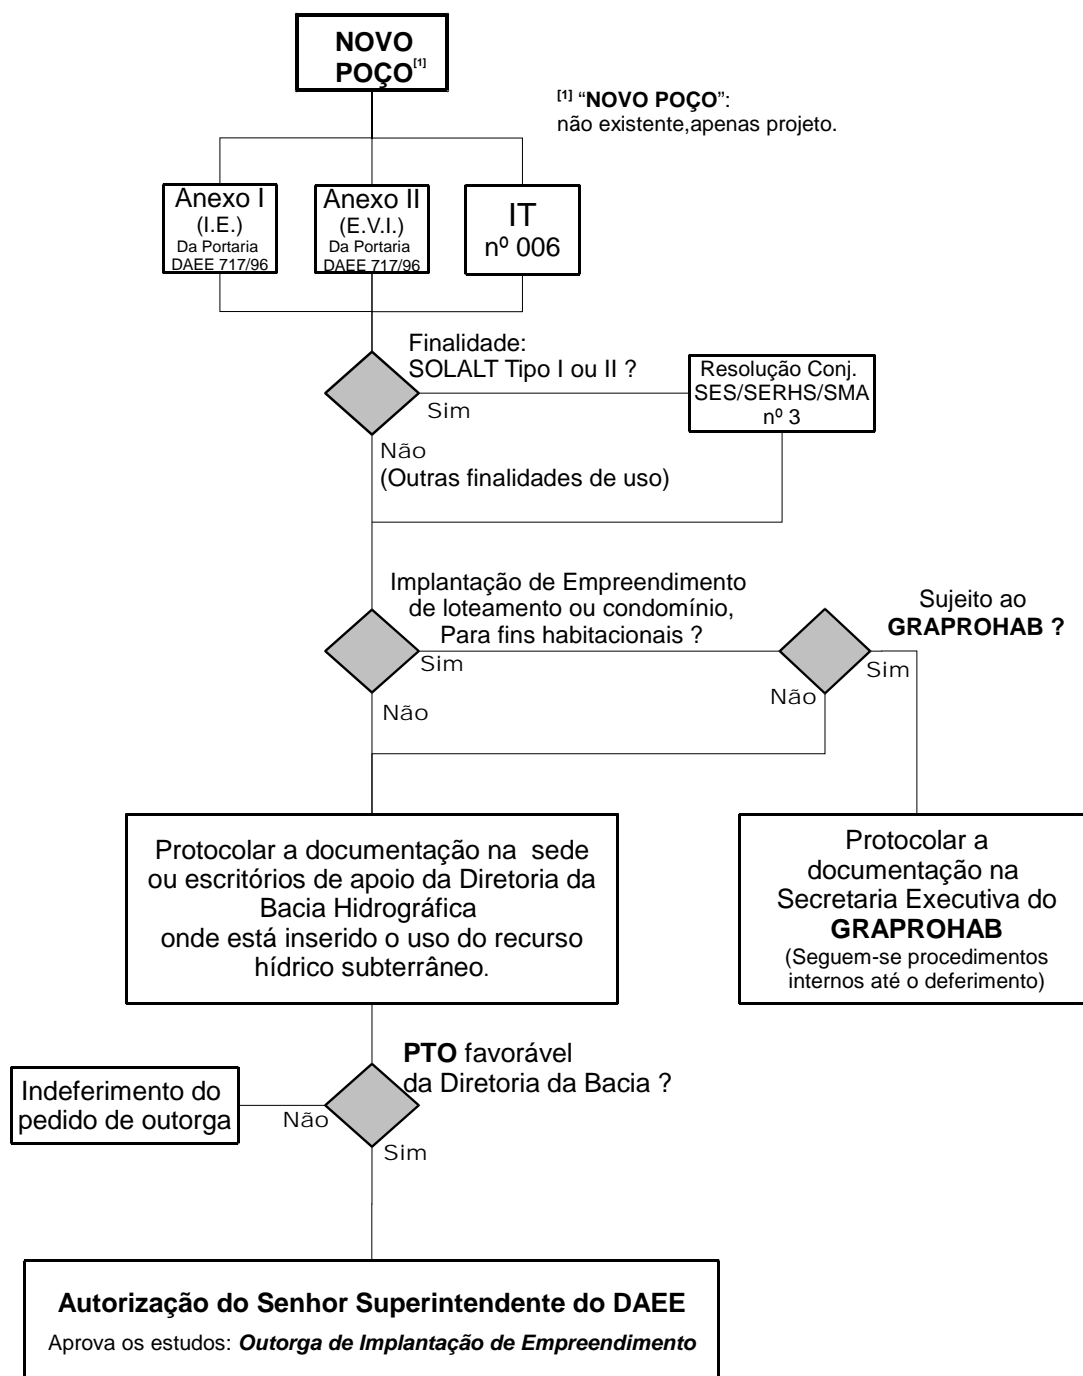 NOVO
POÇO[1]
[1] “NOVO POÇO”:
não existente,apenas projeto.
Anexo I
(I.E.)
Da Portaria
DAEE 717/96
Anexo II
(E.V.I.)
Da Portaria
DAEE 717/96
IT
nº 006
Finalidade:
SOLALT Tipo I ou II ?
Sim
Resolução Conj.
SES/SERHS/SMA
nº 3
Não
(Outras finalidades de uso)
Implantação de Empreendimento
de loteamento ou condomínio,
Para fins habitacionais ?
Sim
Não
Sujeito ao
GRAPROHAB ?
Sim
Não
Protocolar a documentação na sede
ou escritórios de apoio da Diretoria da
Bacia Hidrográfica
onde está inserido o uso do recurso
hídrico subterrâneo.
Protocolar a
documentação na
Secretaria Executiva do
GRAPROHAB
(Seguem-se procedimentos
internos até o deferimento)
PTO favorável
da Diretoria da Bacia ?
Indeferimento do
pedido de outorga
Não
Sim
Autorização do Senhor Superintendente do DAEE
Aprova os estudos: Outorga de Implantação de Empreendimento